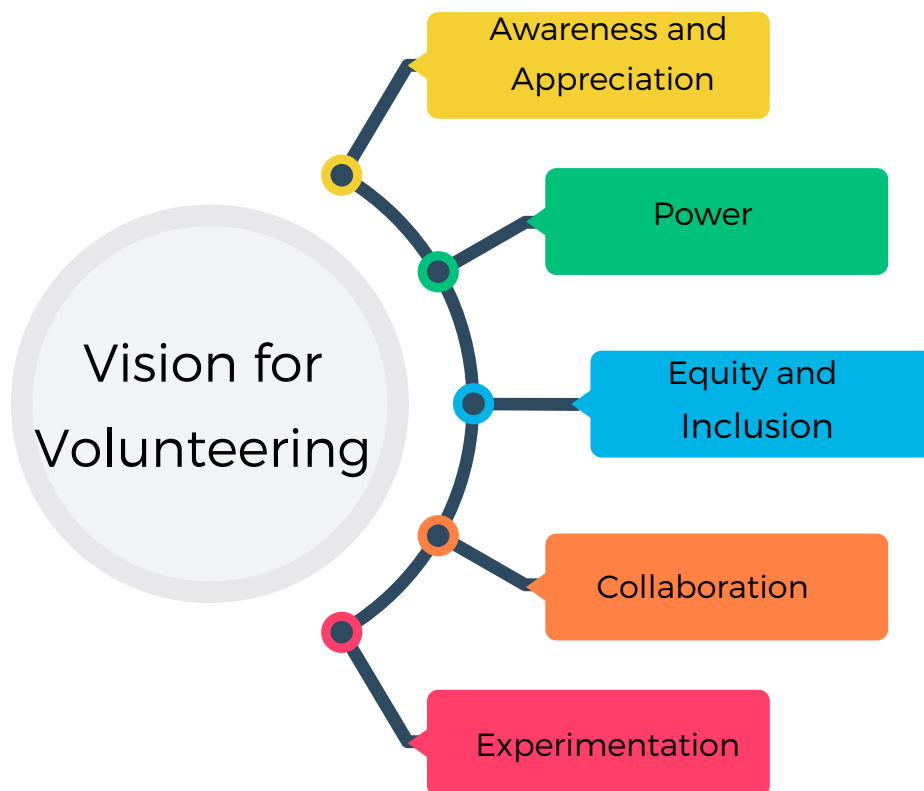 Vision for
Volunteering
Awareness and
Appreciation
Power
Equity and
Inclusion
Collaboration
Experimentation